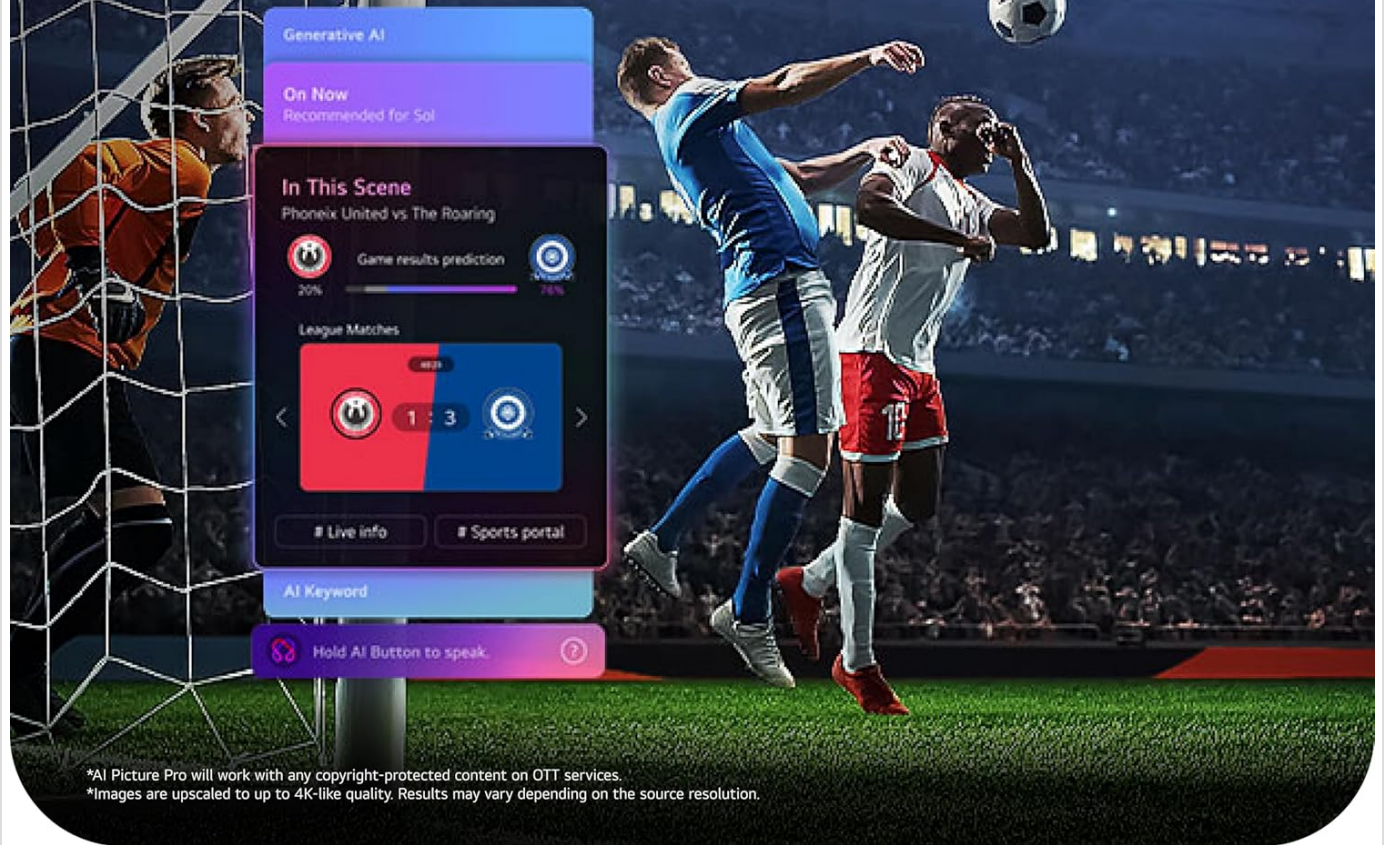 Generative AI
On Now
Recommended for Sol
In This Scene
Phoneix United vs The Roaring
Game results prediction
20%
76%
League Matches
1 : 3
# Live info
# Sports portal
18
AI Keyword
Hold AI Button to speak.
?
*AI Picture Pro will work with any copyright-protected content on OTT services.
*Images are upscaled to up to 4K-like quality. Results may vary depending on the source resolution.